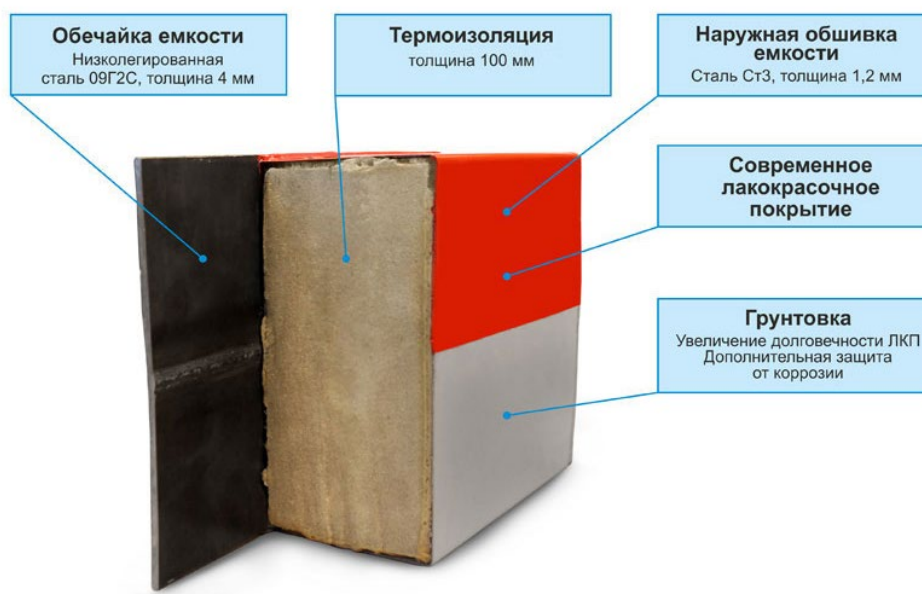 Обечайка емкости
Низколегированная
сталь 09Г2С, толщина 4 мм
Термоизоляция
толщина 100 мм
Наружная обшивка
емкости
Сталь Ст3, толщина 1,2 мм
Современное
лакокрасочное
покрытие
Грунтовка
Увеличение долговечности ЛКП
Дополнительная защита
от коррозии